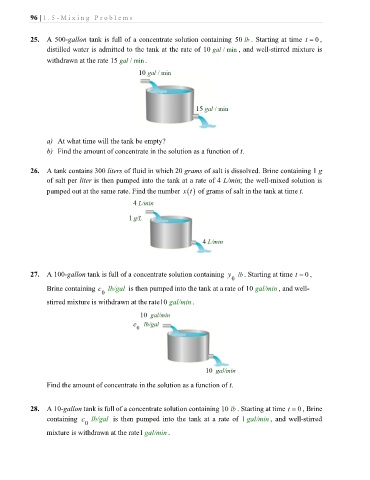 96 | 1.5-Mixing Problems
25. A 500-gallon tank is full of a concentrate solution containing 50 lb. Starting at time t = 0,
distilled water is admitted to the tank at the rate of 10 gal / min, and well-stirred mixture is
withdrawn at the rate 15 gal / min.
10 gal / min
15 gal / min
a) At what time will the tank be empty?
b) Find the amount of concentrate in the solution as a function of t.
26. A tank contains 300 liters of fluid in which 20 grams of salt is dissolved. Brine containing 1 g
of salt per liter is then pumped into the tank at a rate of 4 L/min; the well-mixed solution is
pumped out at the same rate. Find the number s(t) of grams of salt in the tank at time t.
4 L/min
1 g/L
4 L/min
27. A 100-gallon tank is full of a concentrate solution containing y₀ lb. Starting at time t = 0,
Brine containing c₀ lb/gal is then pumped into the tank at a rate of 10 gal/min, and well-
stirred mixture is withdrawn at the rate10 gal/min.
10 gal/min
c₀ lb/gal
10 gal/min
Find the amount of concentrate in the solution as a function of t.
28. A 10-gallon tank is full of a concentrate solution containing 10 lb. Starting at time t = 0, Brine
containing c₀ lb/gal is then pumped into the tank at a rate of 1 gal/min, and well-stirred
mixture is withdrawn at the rate1 gal/min.